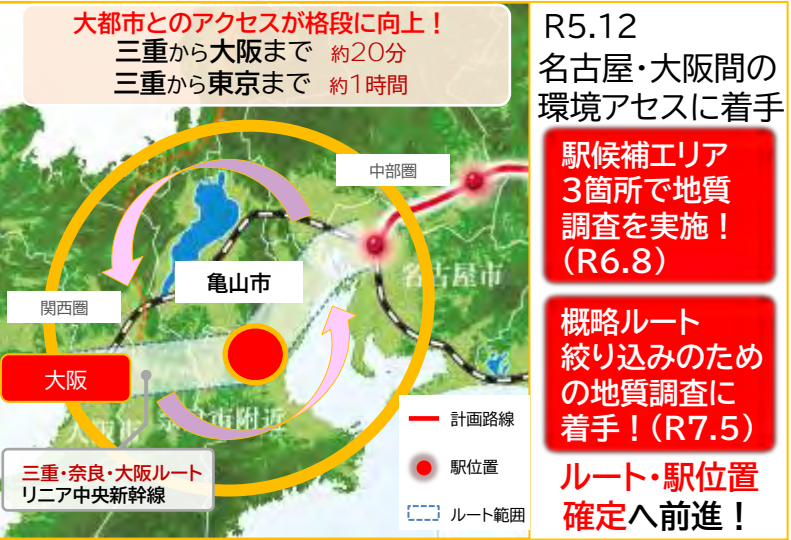 大都市とのアクセスが格段に向上！
三重から大阪まで 約20分
三重から東京まで 約1時間
中部圏
名古屋市
亀山市
関西圏
大阪
市附近
三重・奈良・大阪ルート
リニア中央新幹線
計画路線
駅位置
ルート範囲
R5.12
名古屋・大阪間の
環境アセスに着手
駅候補エリア
3箇所で地質
調査を実施！
(R6.8)
概略ルート
絞り込みのため
の地質調査に
着手！(R7.5)
ルート・駅位置
確定へ前進！